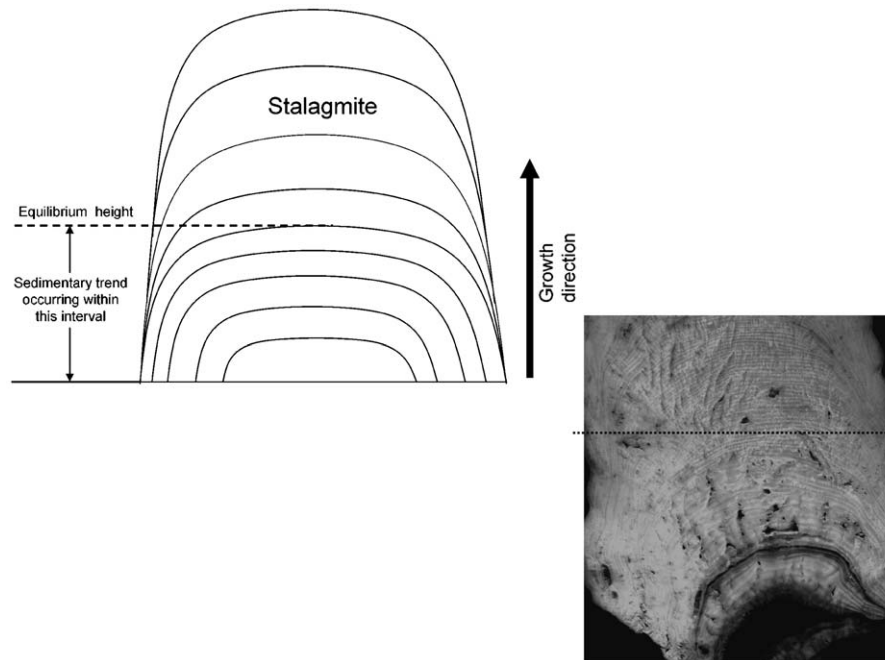 Stalagmite
Equilibrium height
Sedimentary trend
occurring within
this interval
Growth
direction